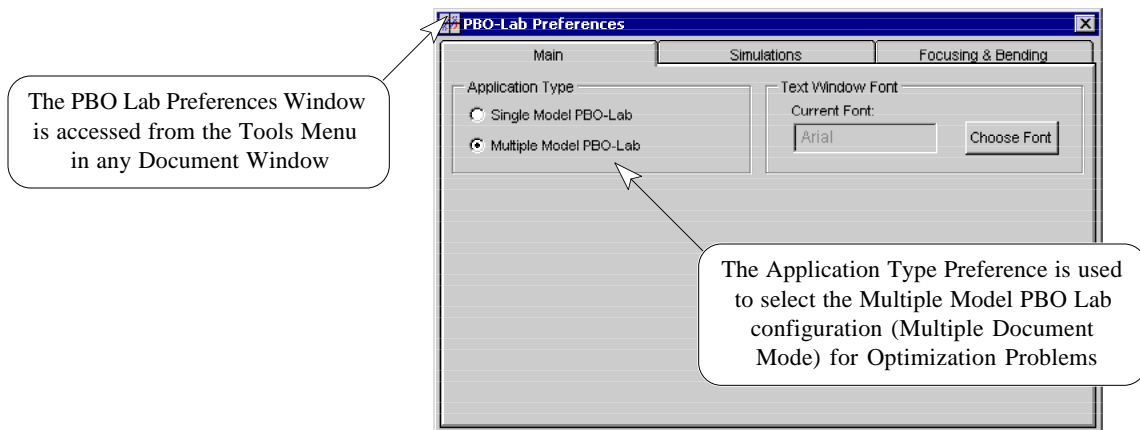 PBO-Lab Preferences
Main
Simulations
Focusing & Bending
The PBO Lab Preferences Window
is accessed from the Tools Menu
in any Document Window
Application Type
Single Model PBO-Lab
Multiple Model PBO-Lab
Text Window Font
Current Font:
Arial
Choose Font
The Application Type Preference is used
to select the Multiple Model PBO Lab
configuration (Multiple Document
Mode) for Optimization Problems